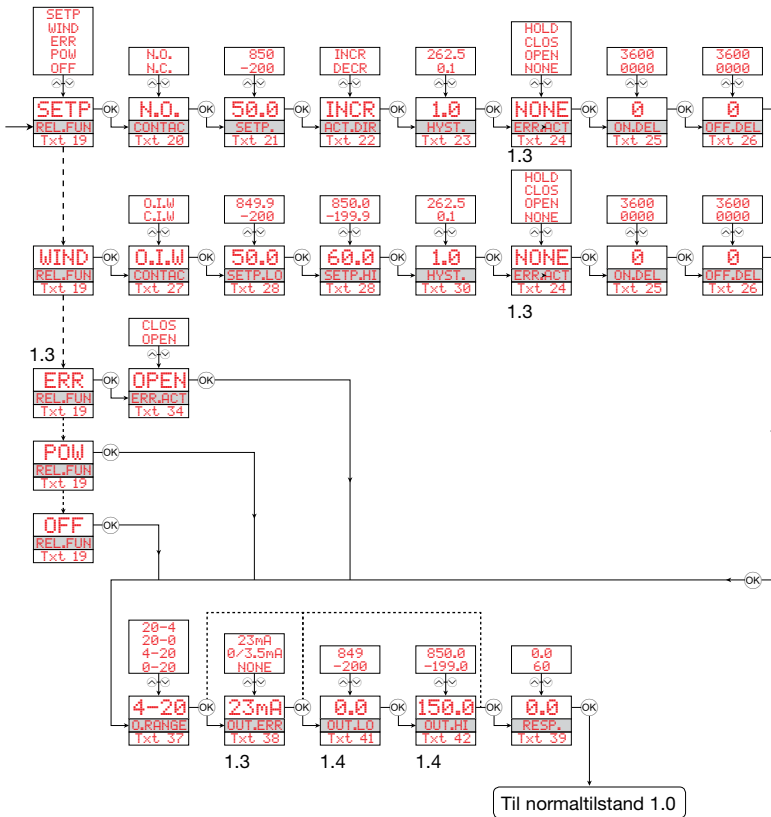 SETP
WIND
ERR
POW
OFF
N.O.
N.C.
850
-200
INCR
DECR
262.5
0.1
HOLD
CLOS
OPEN
NONE
3600
0000
3600
0000
SETP
REL.FUN
Txt 19
OK
N.O.
CONTAC
Txt 20
OK
50.0
SETP.
Txt 21
OK
INCR
ACT.DIR
Txt 22
OK
1.0
HYST.
Txt 23
OK
NONE
ERR.ACT
Txt 24
OK
0
ON.DEL
Txt 25
OK
0
OFF.DEL
Txt 26
1.3
O.I.W
C.I.W
849.9
-200
850.0
-199.9
262.5
0.1
HOLD
CLOS
OPEN
NONE
3600
0000
3600
0000
WIND
REL.FUN
Txt 19
OK
O.I.W
CONTAC
Txt 27
OK
50.0
SETP.LO
Txt 28
OK
60.0
SETP.HI
Txt 28
OK
1.0
HYST.
Txt 30
OK
NONE
ERR.ACT
Txt 24
OK
0
ON.DEL
Txt 25
OK
0
OFF.DEL
Txt 26
1.3
CLOS
OPEN
1.3
ERR
REL.FUN
Txt 19
OK
OPEN
ERR.ACT
Txt 34
OK
POW
REL.FUN
Txt 19
OK
OFF
REL.FUN
Txt 19
OK
OK
20-4
20-0
4-20
0-20
23mA
0/3.5mA
NONE
849
-200
850.0
-199.0
0.0
60
4-20
O.RANGE
Txt 37
OK
23mA
OUT.ERR
Txt 38
OK
0.0
OUT.LO
Txt 41
OK
150.0
OUT.HI
Txt 42
OK
0.0
RESP.
Txt 39
OK
1.3
1.4
1.4
Til normaltilstand 1.0